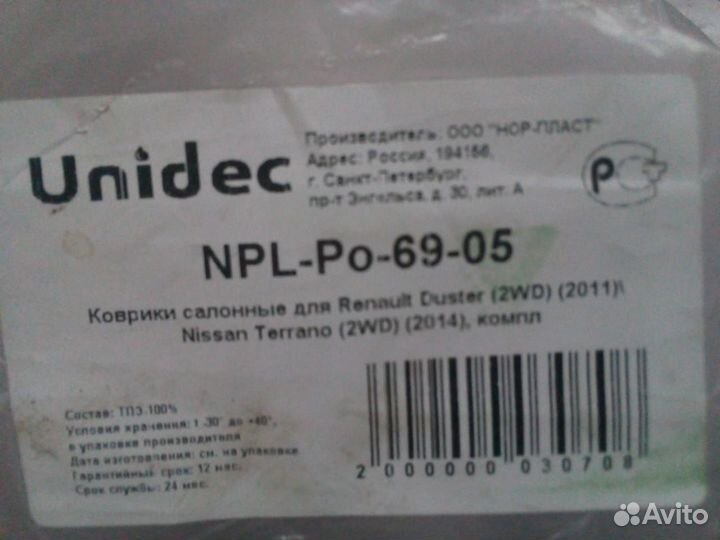 Unidec
Производитель: ООО "НОР-ПЛАСТ"
Адрес: Россия, 194156,
г. Санкт-Петербург,
пр-т Энгельса, д. 30, лит. А
РСТ
NPL-Po-69-05
Коврики салонные для Renault Duster (2WD) (2011)\
Nissan Terrano (2WD) (2014), компл
Состав: ТПЭ-100%
Условия хранения: t -30° до +40°,
в упаковке производителя
Дата изготовления: см. на упаковке
Гарантийный срок: 12 мес.
Срок службы: 24 мес.
2 000000 030708
Avito